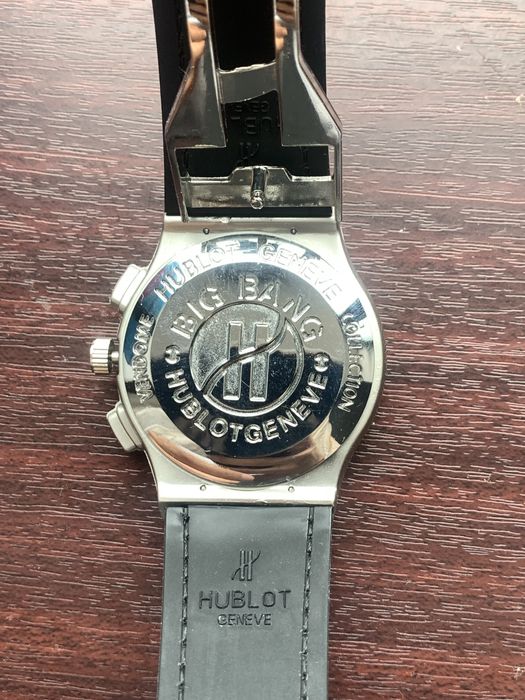 HUBLOT GENEVE
BIG BANG
HUBLOTGENEVE
VENDOME
COLLECTION
HUBLOT
GENEVE